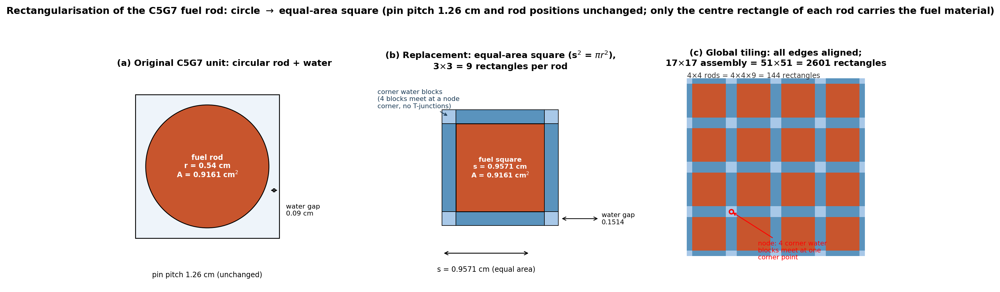 Rectangularisation of the C5G7 fuel rod: circle → equal-area square (pin pitch 1.26 cm and rod positions unchanged; only the centre rectangle of each rod carries the fuel material)
(a) Original C5G7 unit: circular rod + water
fuel rod
r = 0.54 cm
A = 0.9161 cm²
water gap
0.09 cm
pin pitch 1.26 cm (unchanged)
(b) Replacement: equal-area square (s² = πr²),
3×3 = 9 rectangles per rod
corner water blocks
(4 blocks meet at a node
corner, no T-junctions)
fuel square
s = 0.9571 cm
A = 0.9161 cm²
water gap
0.1514
s = 0.9571 cm (equal area)
(c) Global tiling: all edges aligned;
17×17 assembly = 51×51 = 2601 rectangles
4×4 rods = 4×4×9 = 144 rectangles
node: 4 corner water
blocks meet at one
corner point